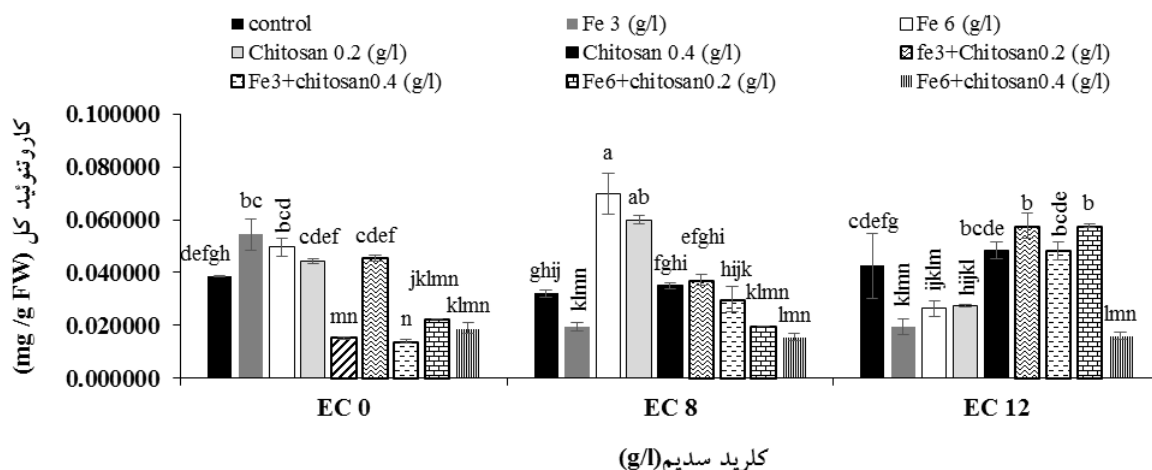 control Fe 3 (g/l) Fe 6 (g/l)
Chitosan 0.2 (g/l) Chitosan 0.4 (g/l) fe3+Chitosan0.2 (g/l)
Fe3+chitosan0.4 (g/l) Fe6+chitosan0.2 (g/l) Fe6+chitosan0.4 (g/l)
کاروتنوئید کل
(mg /g FW)
0.100000
0.080000
0.060000
0.040000
0.020000
0.000000
defgh bc bcd cdef mn cdef n jklmn klmn
ghij klmn a ab fghi efghi hijk klmn lmn
cdefg klmn ijklm hijkl bcde b bcde b lmn
EC 0 EC 8 EC 12
کلرید سدیم(g/l)